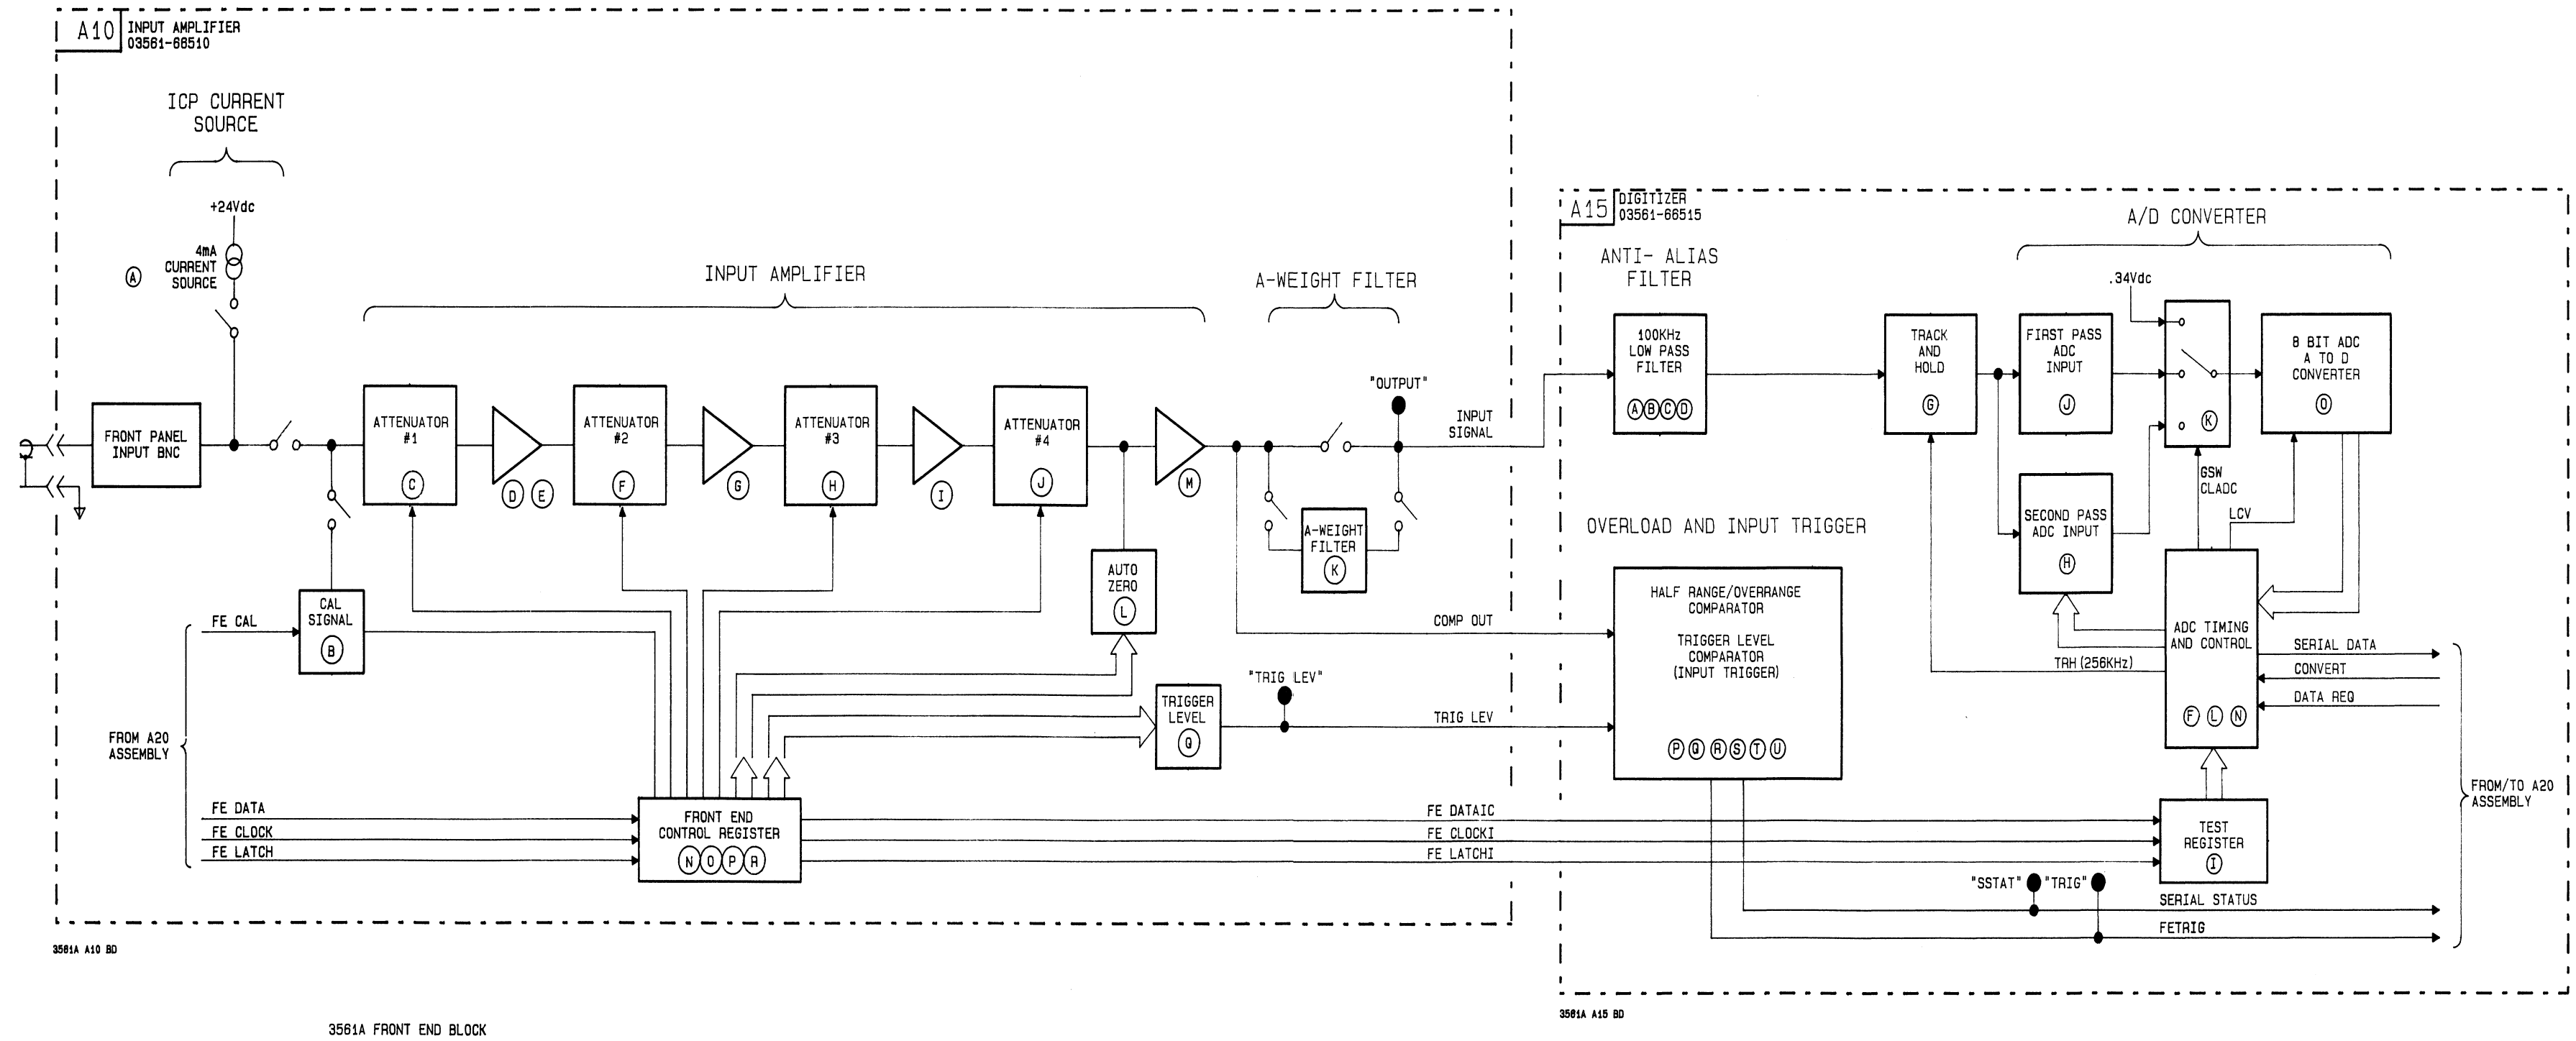 A10
INPUT AMPLIFIER
03561-66510
ICP CURRENT
SOURCE
+24Vdc
4mA
CURRENT
SOURCE
A
INPUT AMPLIFIER
A-WEIGHT FILTER
FRONT PANEL
INPUT BNC
ATTENUATOR
#1
C
D E
ATTENUATOR
#2
F
G
ATTENUATOR
#3
H
I
ATTENUATOR
#4
J
M
"OUTPUT"
INPUT
SIGNAL
A-WEIGHT
FILTER
K
AUTO
ZERO
L
CAL
SIGNAL
B
FE CAL
COMP OUT
"TRIG LEV"
TRIGGER
LEVEL
Q
TRIG LEV
FROM A20
ASSEMBLY
FE DATA
FE CLOCK
FE LATCH
FRONT END
CONTROL REGISTER
N O P R
FE DATAIC
FE CLOCKI
FE LATCHI
3561A A10 BD
3561A FRONT END BLOCK
A15
DIGITIZER
03561-66515
A/D CONVERTER
ANTI- ALIAS
FILTER
100KHz
LOW PASS
FILTER
A B C D
TRACK
AND
HOLD
G
FIRST PASS
ADC
INPUT
J
.34Vdc
K
8 BIT ADC
A TO D
CONVERTER
O
SECOND PASS
ADC INPUT
H
GSW
CLADC
LCV
OVERLOAD AND INPUT TRIGGER
HALF RANGE/OVERRANGE
COMPARATOR
TRIGGER LEVEL
COMPARATOR
(INPUT TRIGGER)
P Q R S T U
ADC TIMING
AND CONTROL
F L N
TRH (256KHz)
SERIAL DATA
CONVERT
DATA REQ
FROM/TO A20
ASSEMBLY
TEST
REGISTER
I
"SSTAT" "TRIG"
SERIAL STATUS
FETRIG
3561A A15 BD